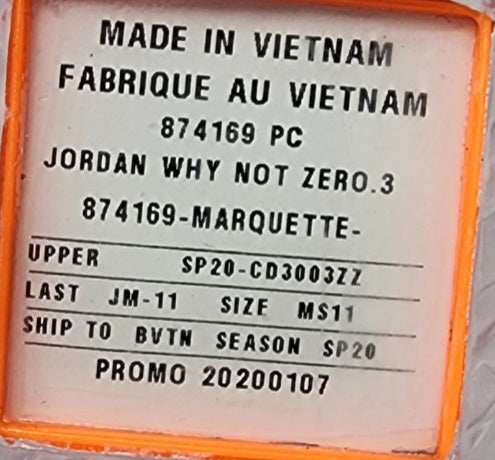 MADE IN VIETNAM
FABRIQUE AU VIETNAM
874169 PC
JORDAN WHY NOT ZERO.3
874169-MARQUETTE-
UPPER SP20-CD3003ZZ
LAST JM-11 SIZE MS11
SHIP TO BVTN SEASON SP20
PROMO 20200107